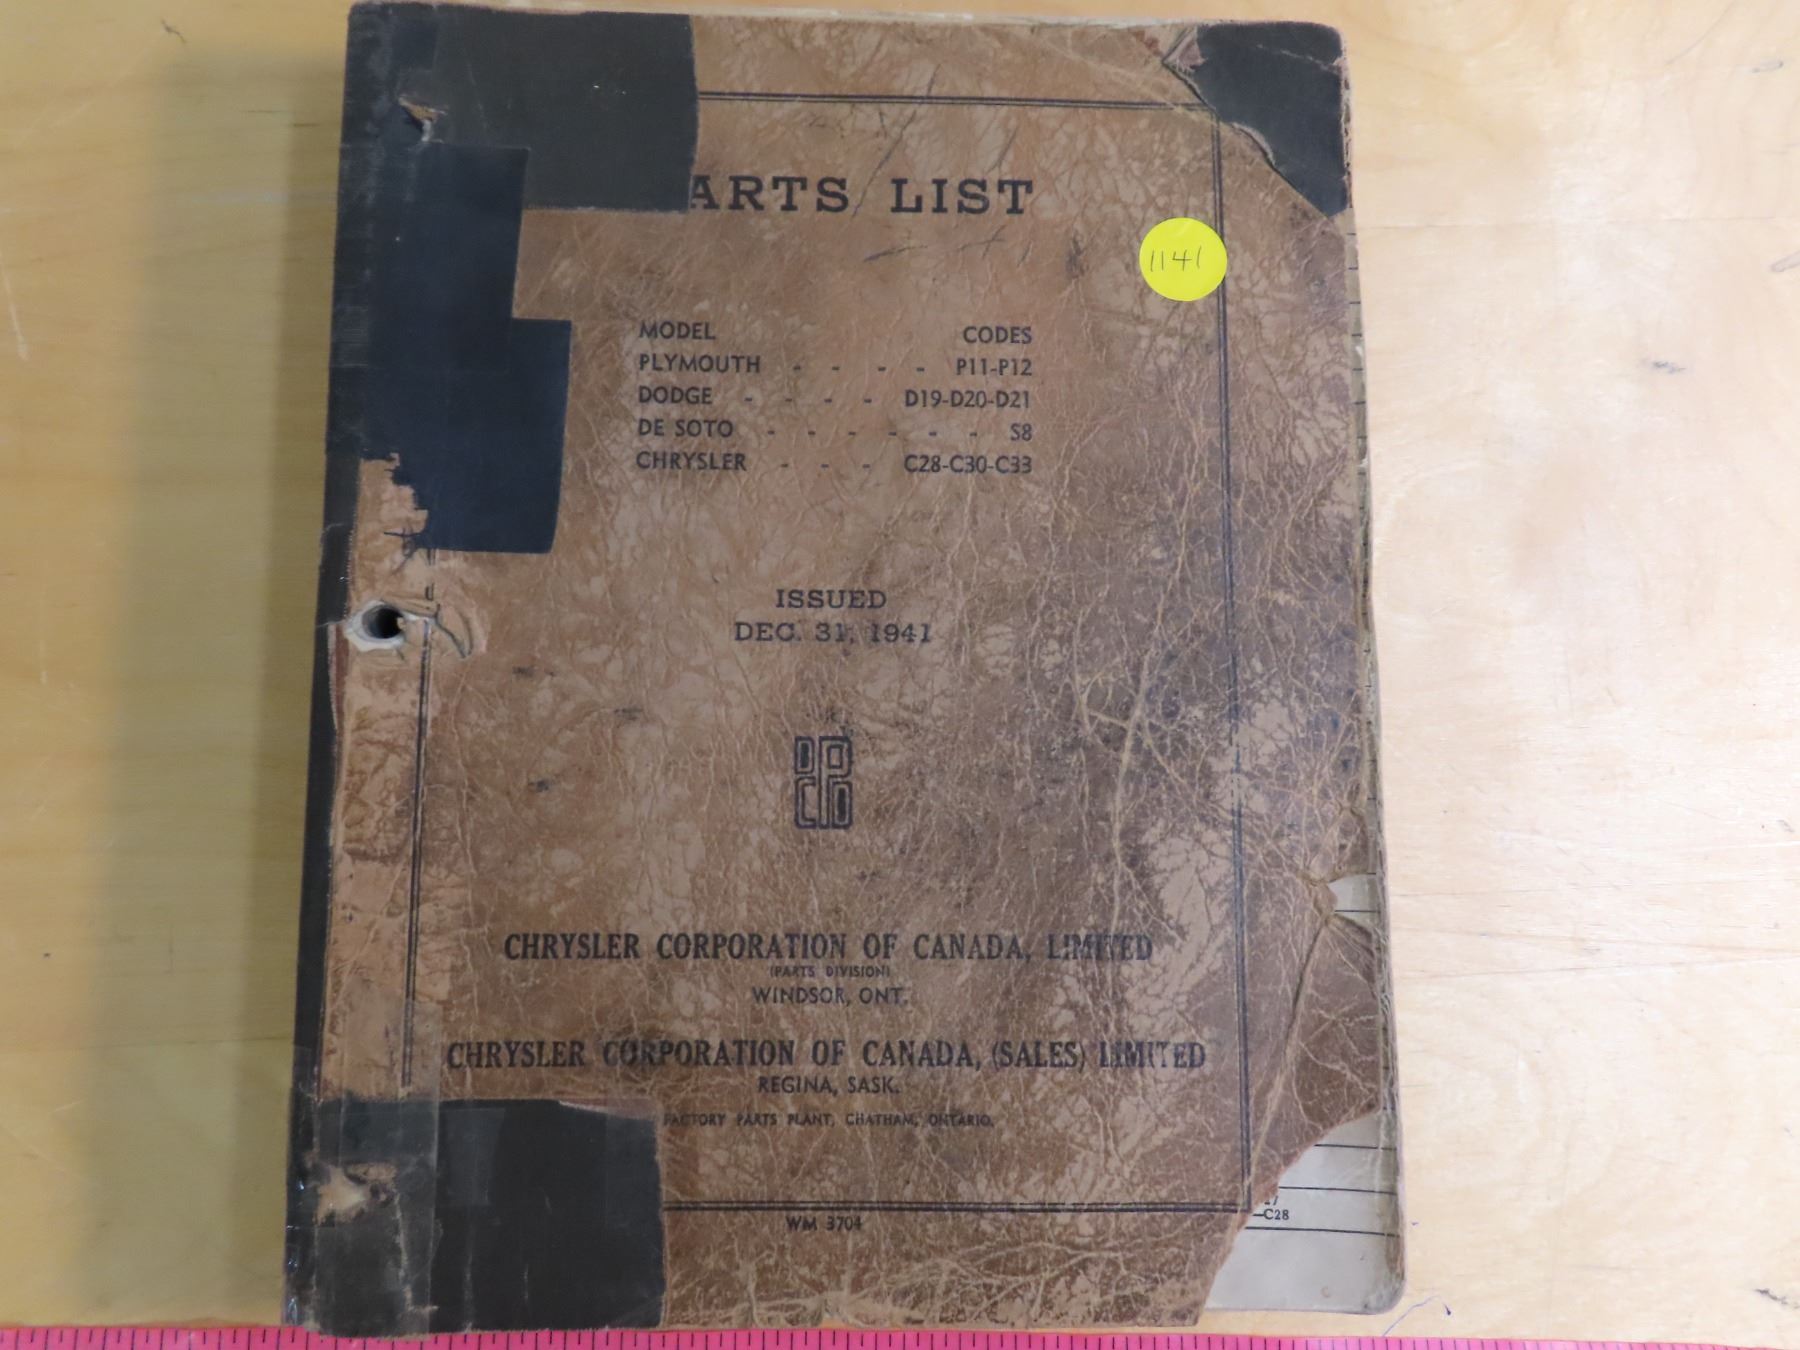 ARTS LIST
1141
MODEL CODES
PLYMOUTH - - - - P11-P12
DODGE - - - - D19-D20-D21
DE SOTO - - - - - - S8
CHRYSLER - - - C28-C30-C33
ISSUED
DEC. 31, 1941
DPCD
CHRYSLER CORPORATION OF CANADA, LIMITED
(PARTS DIVISION)
WINDSOR, ONT.
CHRYSLER CORPORATION OF CANADA, (SALES) LIMITED
REGINA, SASK.
FACTORY PARTS PLANT, CHATHAM, ONTARIO.
WM 3704
—C28